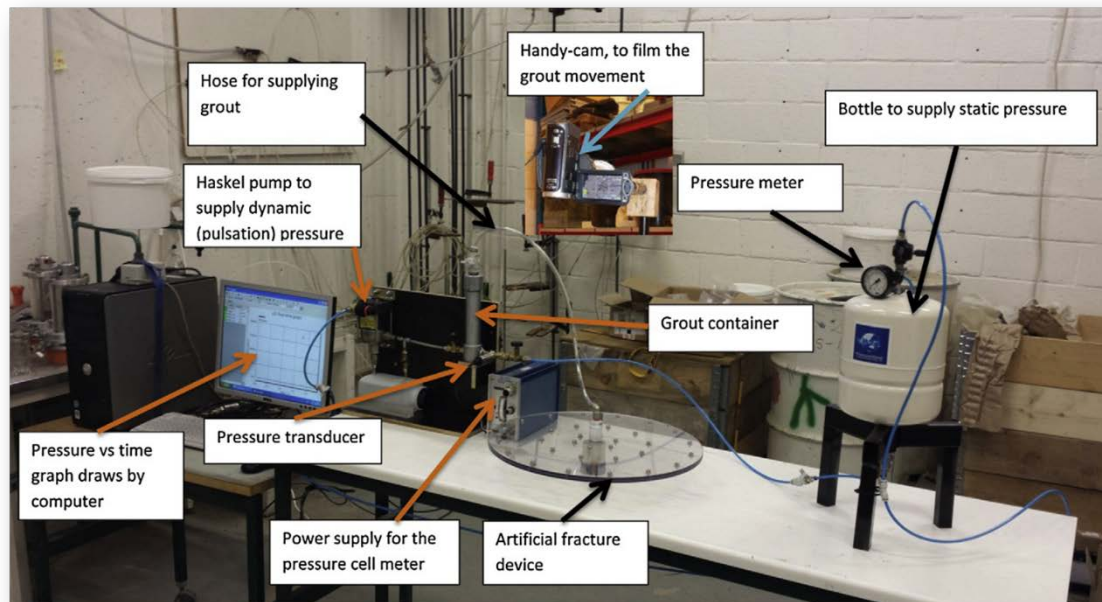 Handy-cam, to film the
grout movement
Hose for supplying
grout
Bottle to supply static pressure
Haskel pump to
supply dynamic
(pulsation) pressure
Pressure meter
Grout container
Pressure transducer
Pressure vs time
graph draws by
computer
Power supply for the
pressure cell meter
Artificial fracture
device